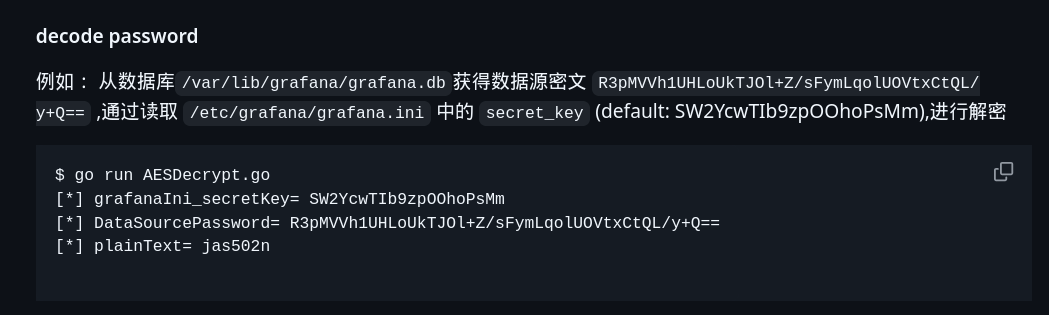 decode password
例如： 从数据库 /var/lib/grafana/grafana.db 获得数据源密文 R3pMVVh1UHLoUkTJOl+Z/sFymLqolUOVtxCtQL/
y+Q== ,通过读取 /etc/grafana/grafana.ini 中的 secret_key (default: SW2YcwTIb9zpOOhoPsMm),进行解密
$ go run AESDecrypt.go
[*] grafanaIni_secretKey= SW2YcwTIb9zpOOhoPsMm
[*] DataSourcePassword= R3pMVVh1UHLoUkTJOl+Z/sFymLqolUOVtxCtQL/y+Q==
[*] plainText= jas502n